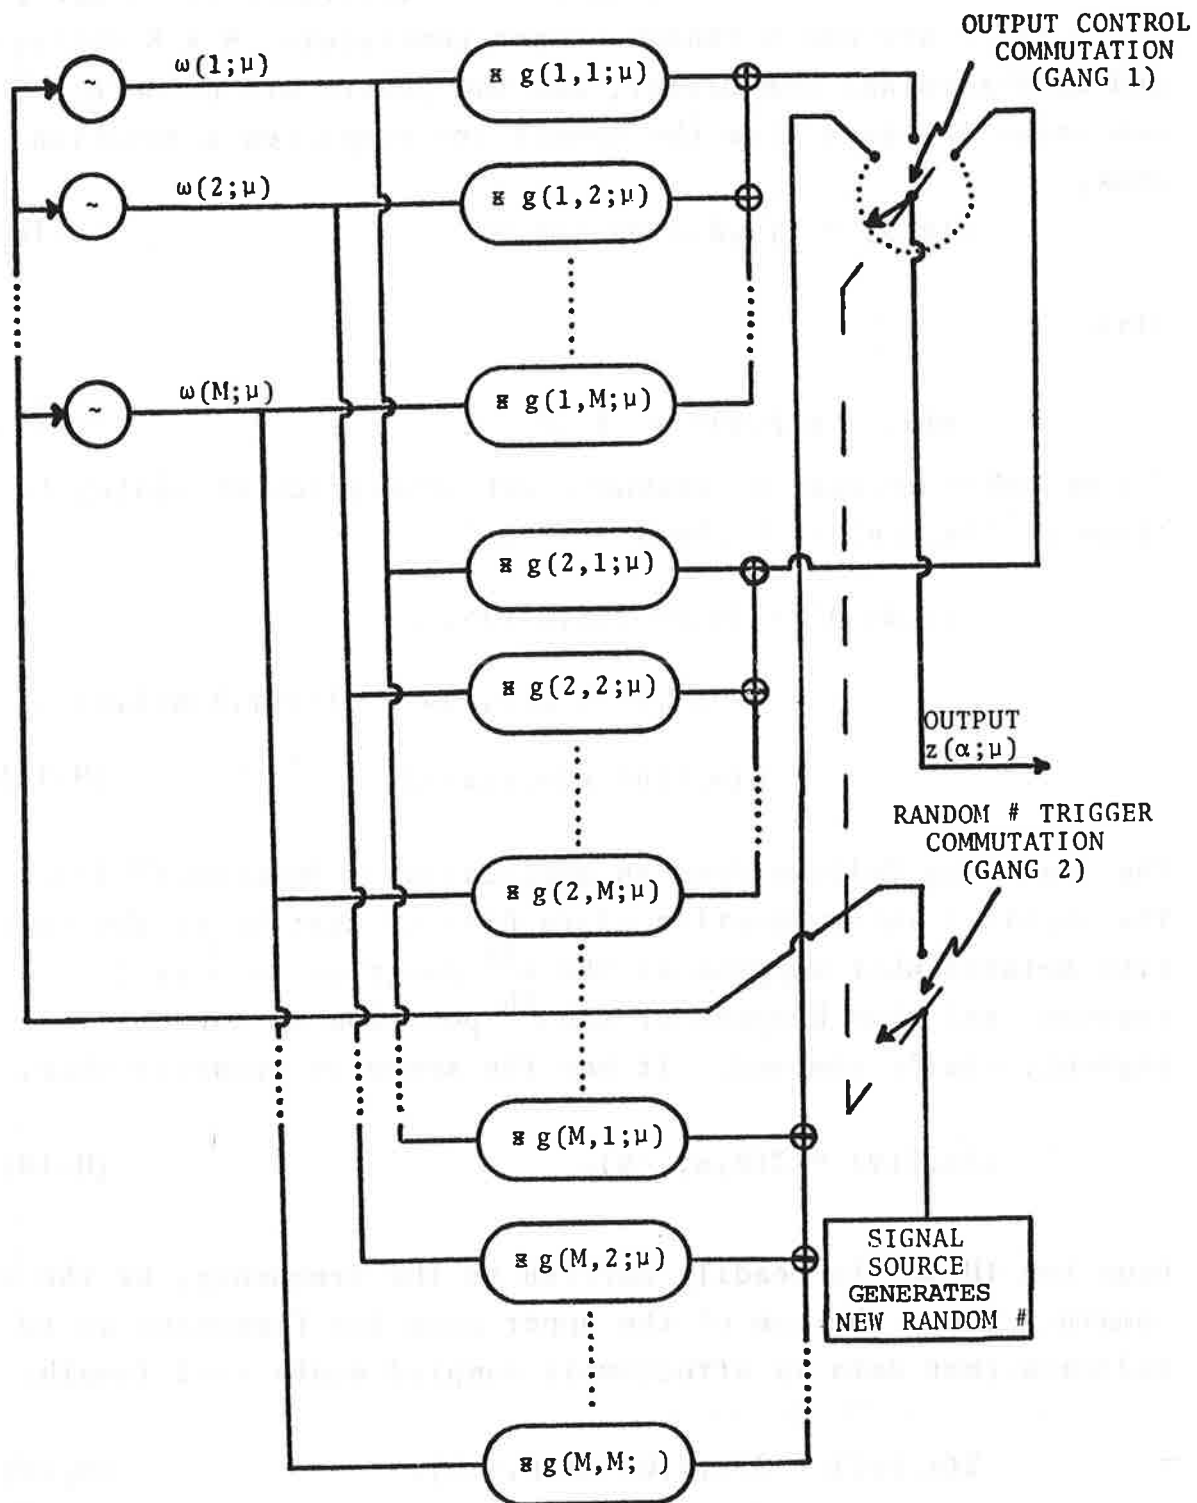 OUTPUT CONTROL
COMMUTATION
(GANG 1)
~ ω(1;μ)
⁎ g(1,1;μ)
~ ω(2;μ)
⁎ g(1,2;μ)
~ ω(M;μ)
⁎ g(1,M;μ)
⁎ g(2,1;μ)
⁎ g(2,2;μ)
OUTPUT
z(α;μ)
RANDOM # TRIGGER
COMMUTATION
(GANG 2)
⁎ g(2,M;μ)
⁎ g(M,1;μ)
⁎ g(M,2;μ)
SIGNAL
SOURCE
GENERATES
NEW RANDOM #
⁎ g(M,M; )